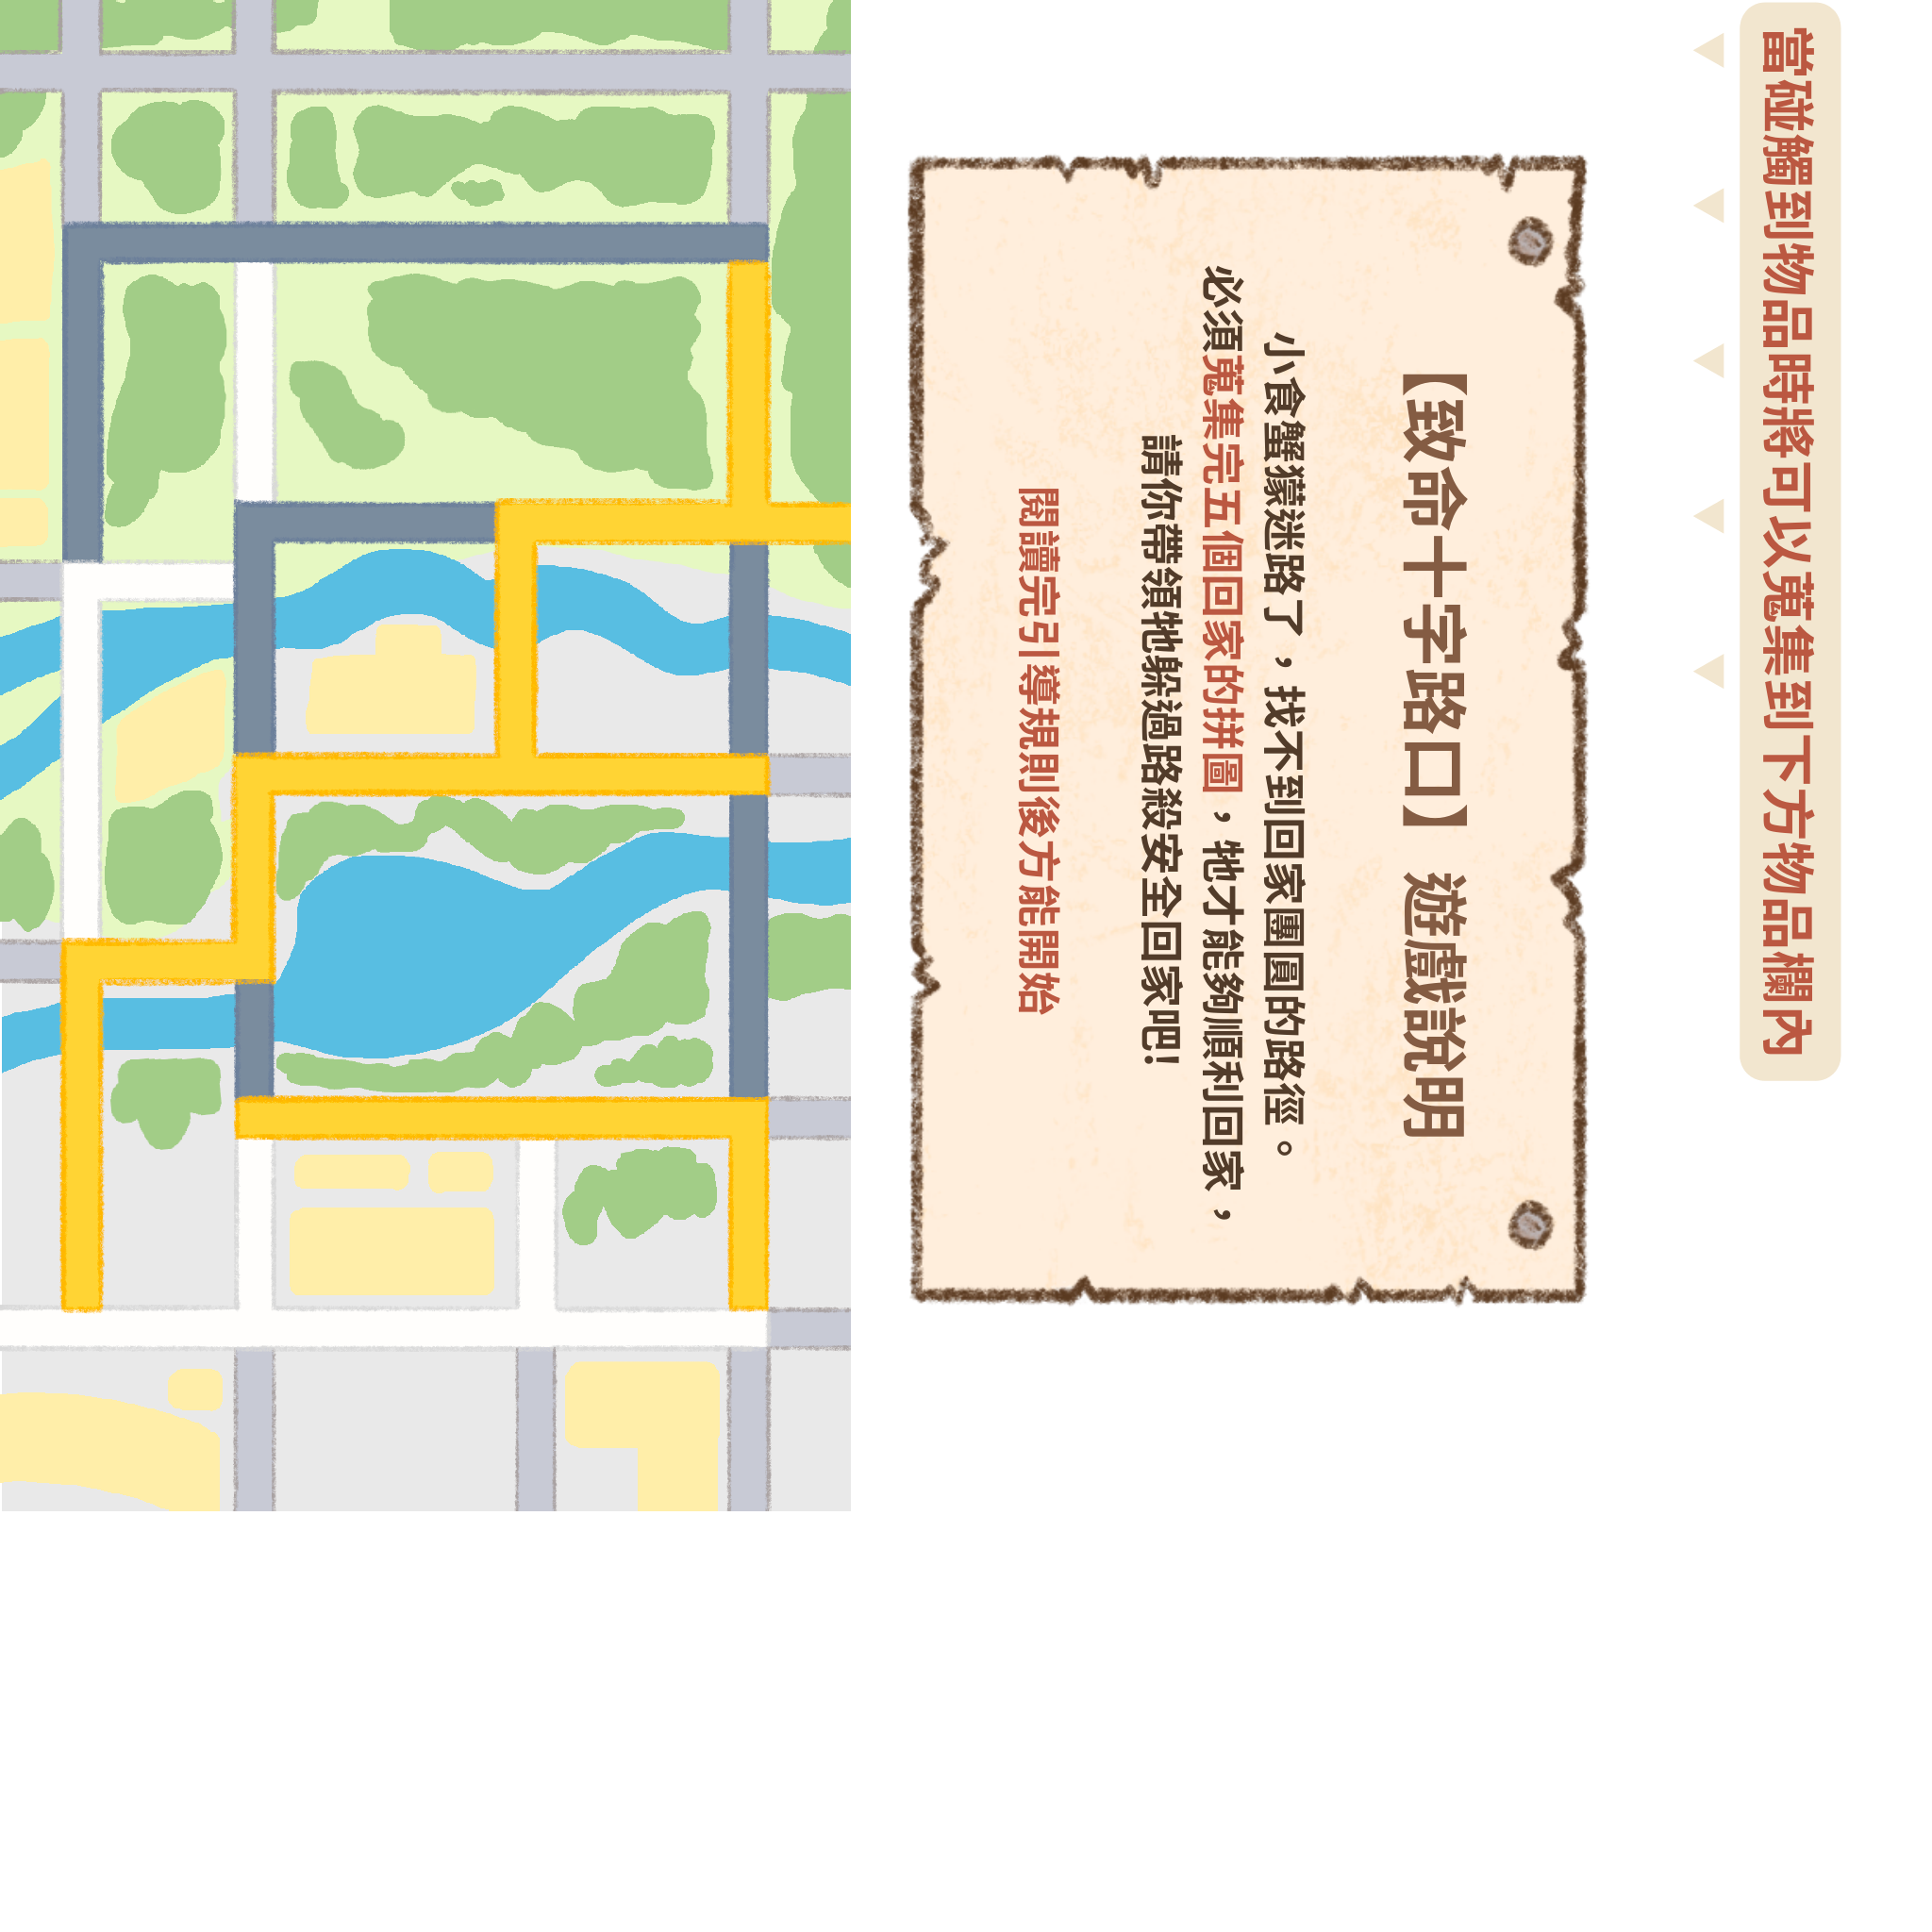 當碰觸到物品時將可以蒐集到下方物品欄內
【致命十字路口】遊戲說明
小食蟹獴迷路了，找不到回家團圓的路徑。
必須蒐集完五個回家的拼圖，牠才能夠順利回家，
請你帶領牠躲過路殺安全回家吧!
閱讀完引導規則後方能開始